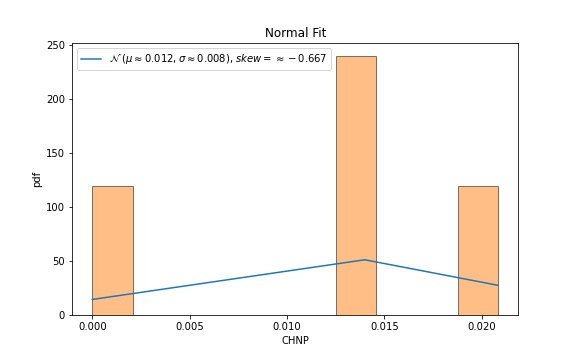 Normal Fit
𝒩(μ ≈ 0.012, σ ≈ 0.008), skew = ≈ −0.667
250
200
150
100
50
0
pdf
0.000 0.005 0.010 0.015 0.020
CHNP